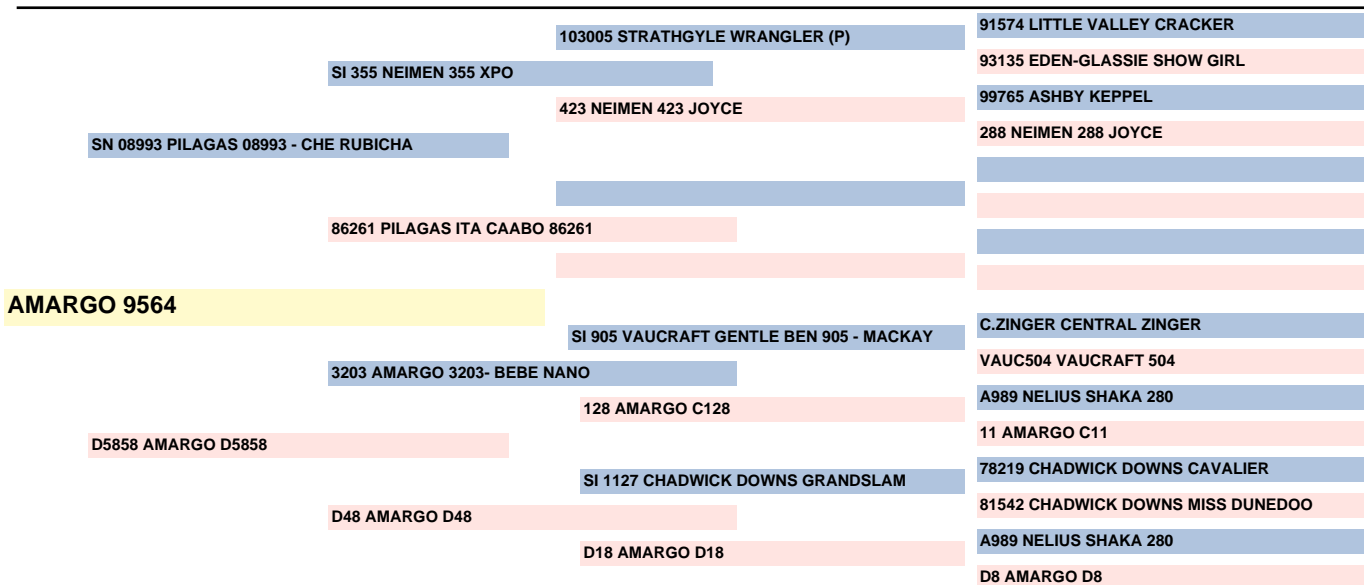 103005 STRATHGYLE WRANGLER (P)
91574 LITTLE VALLEY CRACKER
93135 EDEN-GLASSIE SHOW GIRL
SI 355 NEIMEN 355 XPO
423 NEIMEN 423 JOYCE
99765 ASHBY KEPPEL
288 NEIMEN 288 JOYCE
SN 08993 PILAGAS 08993 - CHE RUBICHA
86261 PILAGAS ITA CAABO 86261
AMARGO 9564
SI 905 VAUCRAFT GENTLE BEN 905 - MACKAY
C.ZINGER CENTRAL ZINGER
VAUC504 VAUCRAFT 504
3203 AMARGO 3203- BEBE NANO
128 AMARGO C128
A989 NELIUS SHAKA 280
11 AMARGO C11
D5858 AMARGO D5858
SI 1127 CHADWICK DOWNS GRANDSLAM
78219 CHADWICK DOWNS CAVALIER
81542 CHADWICK DOWNS MISS DUNEDOO
D48 AMARGO D48
D18 AMARGO D18
A989 NELIUS SHAKA 280
D8 AMARGO D8